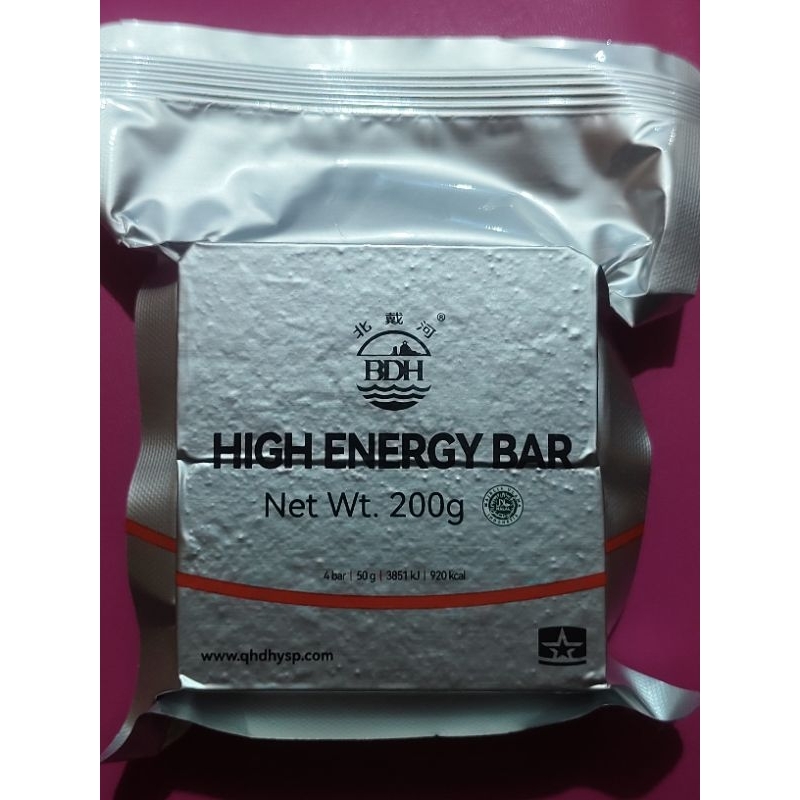 北戴河®
BDH
HIGH ENERGY BAR
Net Wt. 200g
HALAL
4 bar | 50 g | 3851 kJ | 920 kcal
www.qhdhysp.com